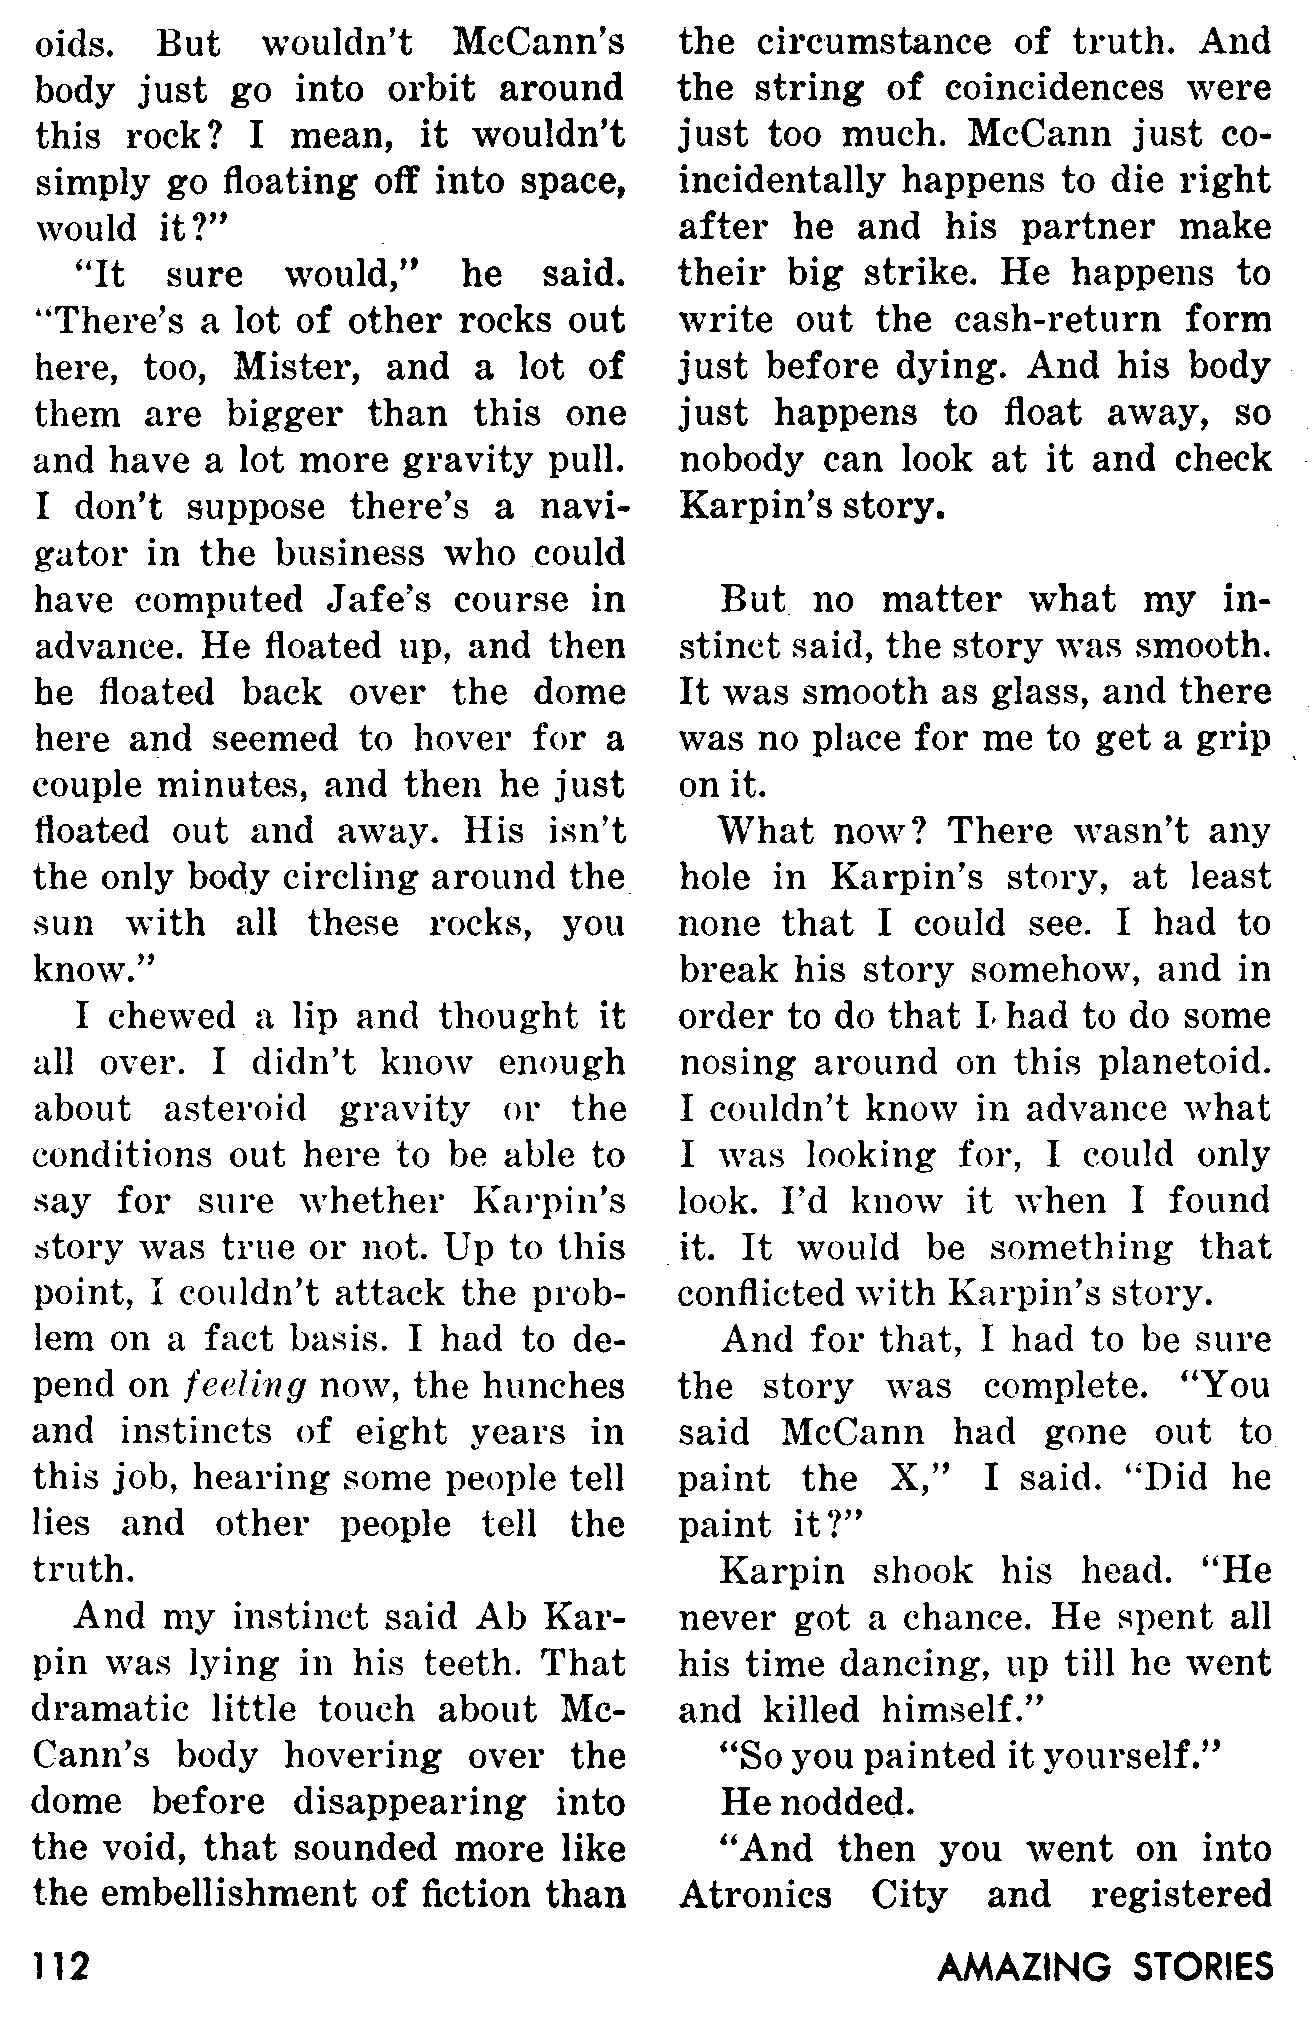 oids. But wouldn't McCann's
body just go into orbit around
this rock? I mean, it wouldn't
simply go floating off into space,
would it?"
"It sure would," he said.
"There's a lot of other rocks out
here, too, Mister, and a lot of
them are bigger than this one
and have a lot more gravity pull.
I don't suppose there's a navi-
gator in the business who could
have computed Jafe's course in
advance. He floated up, and then
he floated back over the dome
here and seemed to hover for a
couple minutes, and then he just
floated out and away. His isn't
the only body circling around the
sun with all these rocks, you
know."
I chewed a lip and thought it
all over. I didn't know enough
about asteroid gravity or the
conditions out here to be able to
say for sure whether Karpin's
story was true or not. Up to this
point, I couldn't attack the prob-
lem on a fact basis. I had to de-
pend on feeling now, the hunches
and instincts of eight years in
this job, hearing some people tell
lies and other people tell the
truth.
And my instinct said Ab Kar-
pin was lying in his teeth. That
dramatic little touch about Mc-
Cann's body hovering over the
dome before disappearing into
the void, that sounded more like
the embellishment of fiction than
the circumstance of truth. And
the string of coincidences were
just too much. McCann just co-
incidentally happens to die right
after he and his partner make
their big strike. He happens to
write out the cash-return form
just before dying. And his body
just happens to float away, so
nobody can look at it and check
Karpin's story.
But no matter what my in-
stinct said, the story was smooth.
It was smooth as glass, and there
was no place for me to get a grip
on it.
What now? There wasn't any
hole in Karpin's story, at least
none that I could see. I had to
break his story somehow, and in
order to do that I had to do some
nosing around on this planetoid.
I couldn't know in advance what
I was looking for, I could only
look. I'd know it when I found
it. It would be something that
conflicted with Karpin's story.
And for that, I had to be sure
the story was complete. "You
said McCann had gone out to
paint the X," I said. "Did he
paint it?"
Karpin shook his head. "He
never got a chance. He spent all
his time dancing, up till he went
and killed himself."
"So you painted it yourself."
He nodded.
"And then you went on into
Atronics City and registered
112 AMAZING STORIES